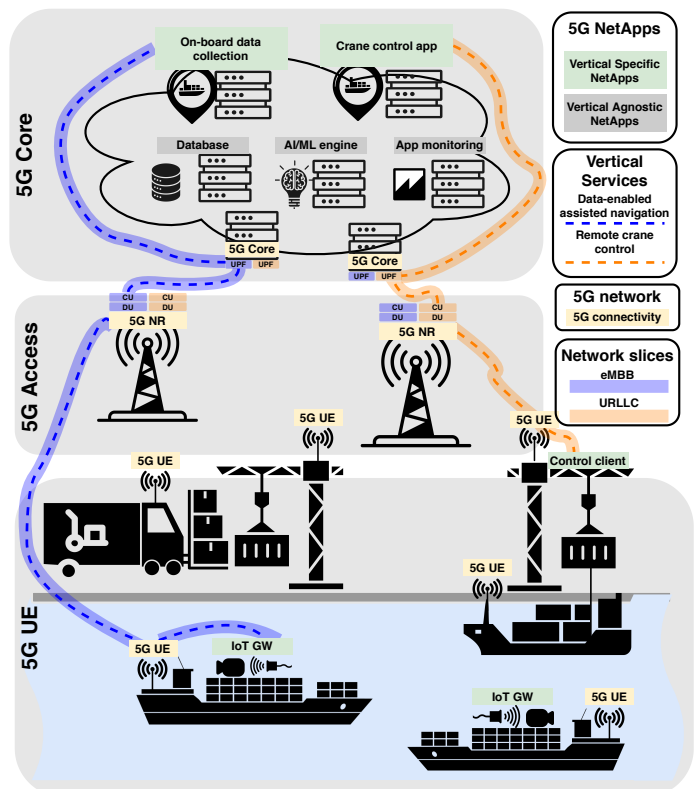 On-board data
collection
Crane control app
Database
AI/ML engine
App monitoring
5G Core
5G Core
UPF UPF
5G Core
UPF UPF
5G Access
CU CU
DU DU
5G NR
CU CU
DU DU
5G NR
5G UE
5G UE
5G UE
Control client
5G UE
5G UE
5G UE
IoT GW
IoT GW
5G UE
5G NetApps
Vertical Specific
NetApps
Vertical Agnostic
NetApps
Vertical
Services
Data-enabled
assisted navigation
Remote crane
control
5G network
5G connectivity
Network slices
eMBB
URLLC